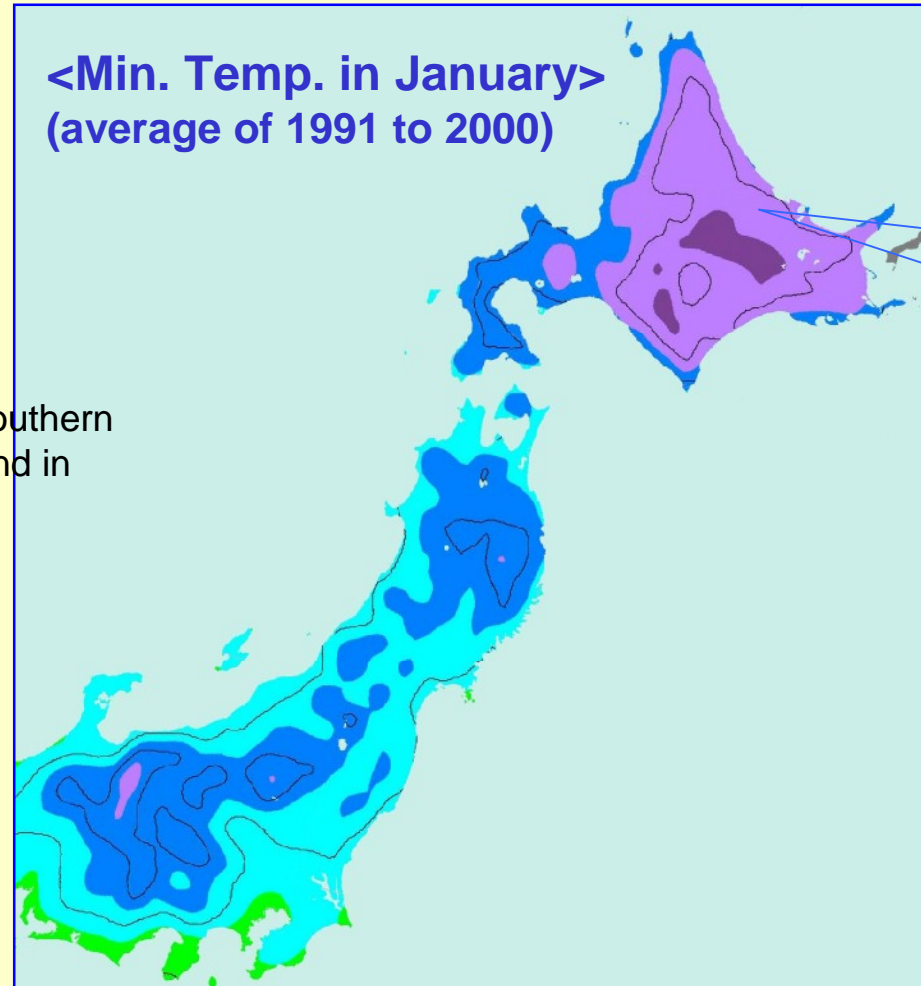 <Min. Temp. in January>
(average of 1991 to 2000)
outhern
nd in